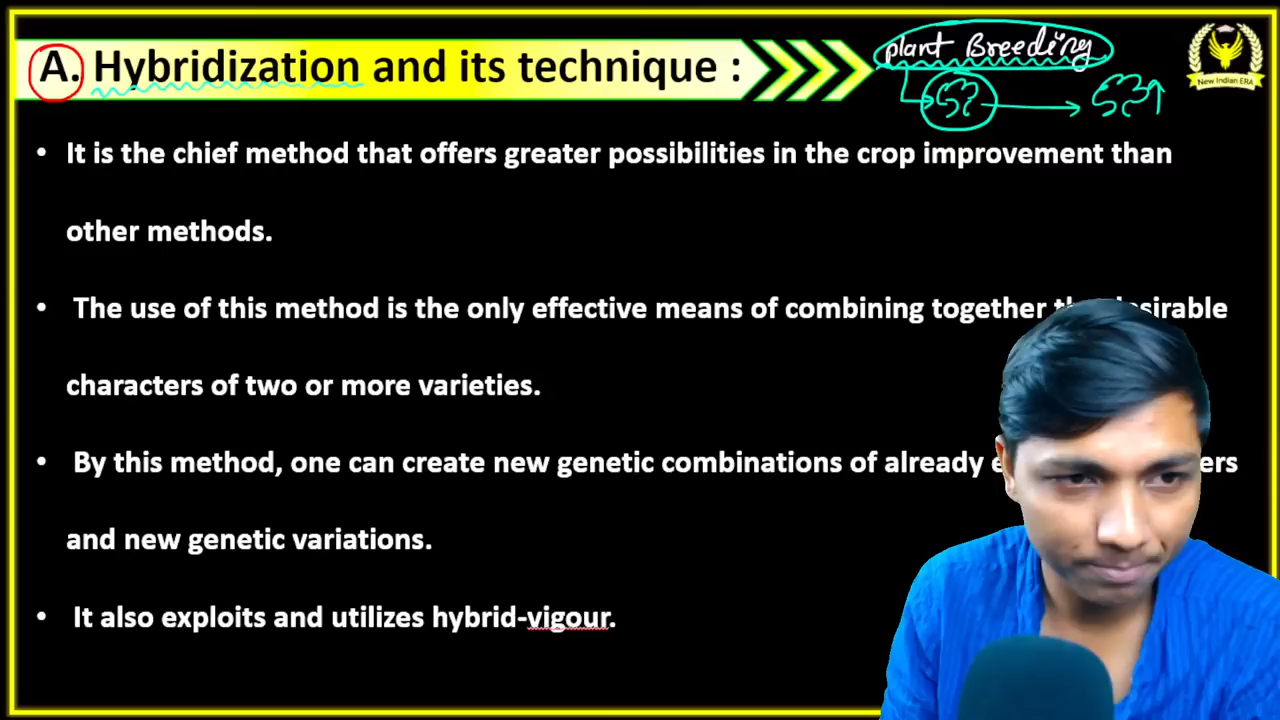 plant Breeding
A. Hybridization and its technique :
New Indian ERA
• It is the chief method that offers greater possibilities in the crop improvement than
other methods.
• The use of this method is the only effective means of combining together desirable
characters of two or more varieties.
• By this method, one can create new genetic combinations of already
and new genetic variations.
• It also exploits and utilizes hybrid-vigour.